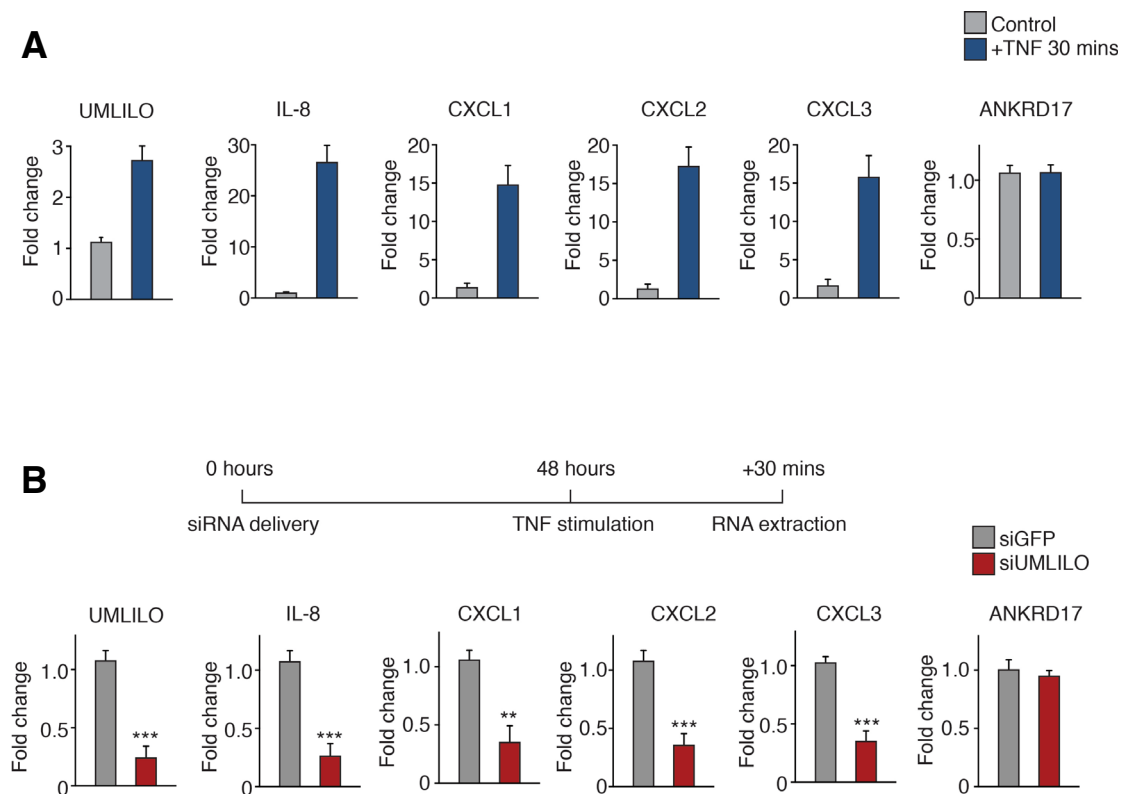 A
Control
+TNF 30 mins
UMLILO
IL-8
CXCL1
CXCL2
CXCL3
ANKRD17
Fold change
3
2
1
0
Fold change
30
20
10
0
Fold change
20
15
10
5
0
Fold change
20
15
10
5
0
Fold change
20
15
10
5
0
Fold change
1.0
0.5
0
B
0 hours
48 hours
+30 mins
siRNA delivery
TNF stimulation
RNA extraction
siGFP
siUMLILO
UMLILO
IL-8
CXCL1
CXCL2
CXCL3
ANKRD17
Fold change
1.0
0.5
0
***
Fold change
1.0
0.5
0
***
Fold change
1.0
0.5
0
**
Fold change
1.0
0.5
0
***
Fold change
1.0
0.5
0
***
Fold change
1.0
0.5
0